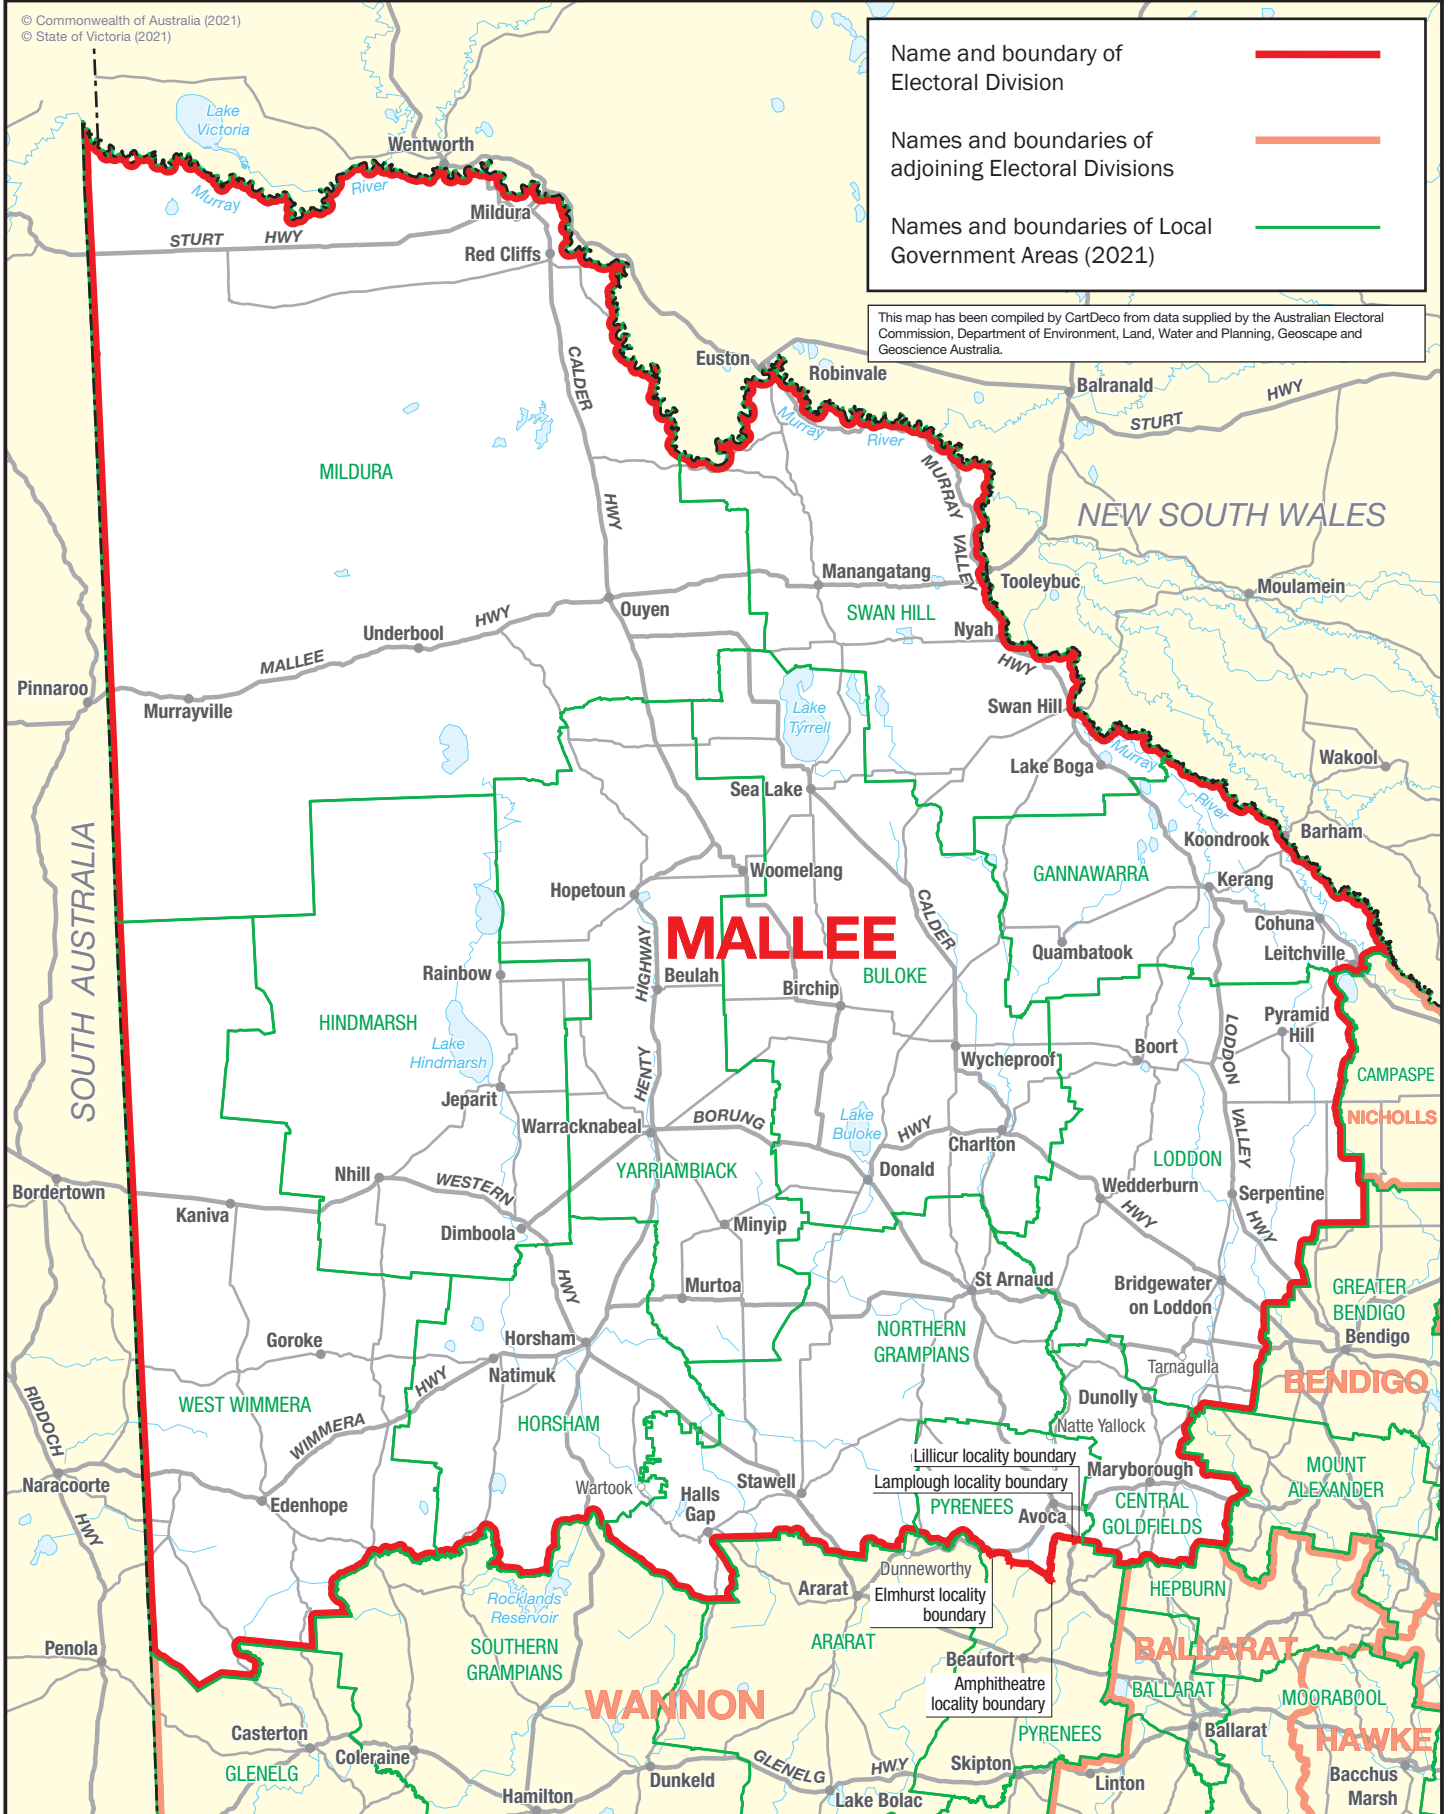 © Commonwealth of Australia (2021)
© State of Victoria (2021)
Name and boundary of
Electoral Division
Names and boundaries of
adjoining Electoral Divisions
Names and boundaries of Local
Government Areas (2021)
This map has been compiled by CartDeco from data supplied by the Australian Electoral
Commission, Department of Environment, Land, Water and Planning, Geoscape and
Geoscience Australia.
Lake
Victoria
Wentworth
Murray
River
Mildura
STURT
HWY
Red Cliffs
CALDER
Euston
Robinvale
Murray
River
Balranald
STURT
HWY
MILDURA
HWY
MURRAY
VALLEY
NEW SOUTH WALES
Manangatang
Tooleybuc
Moulamein
Ouyen
SWAN HILL
Underbool
HWY
Nyah
MALLEE
HWY
Pinnaroo
Murrayville
Swan Hill
Lake
Tyrrell
Murray
Lake Boga
Wakool
Sea Lake
River
Koondrook
Barham
SOUTH AUSTRALIA
Woomelang
GANNAWARRA
Kerang
Hopetoun
CALDER
Cohuna
MALLEE
HIGHWAY
Quambatook
Leitchville
Rainbow
Beulah
BULOKE
Birchip
HINDMARSH
Lake
Hindmarsh
Pyramid
Hill
LODDON
Boort
Wycheproof
CAMPASPE
HENTY
Jeparit
NICHOLLS
Warracknabeal
BORUNG
Lake
Buloke
HWY
Charlton
VALLEY
LODDON
YARRIAMBIACK
Donald
Nhill
WESTERN
Bordertown
Wedderburn
Serpentine
Kaniva
HWY
HWY
Dimboola
Minyip
HWY
Murtoa
St Arnaud
Bridgewater
on Loddon
GREATER
BENDIGO
Bendigo
NORTHERN
GRAMPIANS
Goroke
Horsham
Natimuk
Tarnagulla
HWY
BENDIGO
RIDDOCH
WEST WIMMERA
Dunolly
WIMMERA
HORSHAM
Natte Yallock
Lillicur locality boundary
Maryborough
MOUNT
ALEXANDER
Lamplough locality boundary
Naracoorte
Wartook
Stawell
Halls
Gap
Edenhope
PYRENEES
Avoca
CENTRAL
GOLDFIELDS
HWY
Dunneworthy
Ararat
Elmhurst locality
boundary
HEPBURN
Rocklands
Reservoir
Penola
SOUTHERN
GRAMPIANS
ARARAT
Beaufort
BALLARAT
Amphitheatre
locality boundary
BALLARAT
MOORABOOL
WANNON
Casterton
Coleraine
PYRENEES
Ballarat
HAWKE
GLENELG
GLENELG
HWY
Skipton
Bacchus
Marsh
Dunkeld
Linton
Hamilton
Lake Bolac